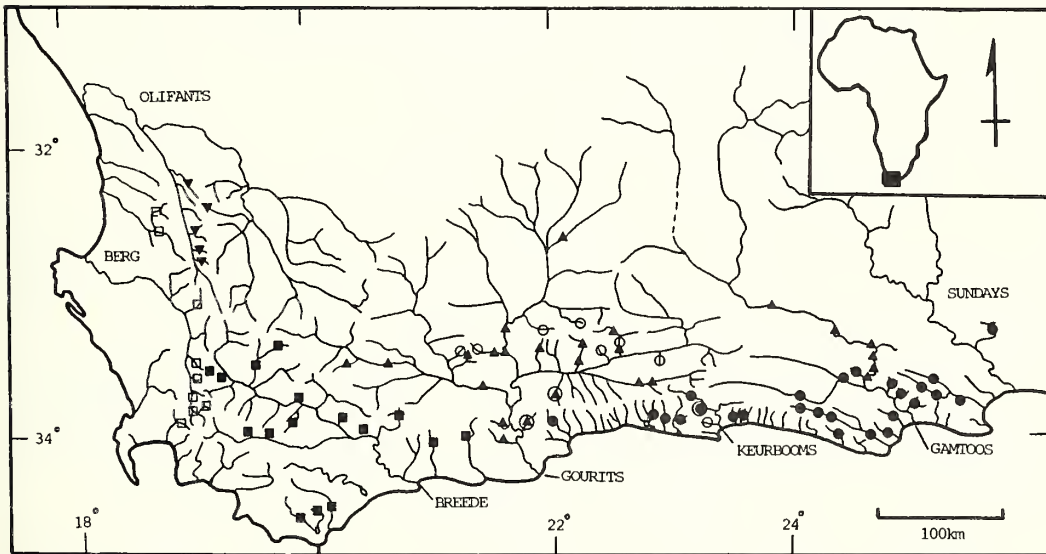 OLIFANTS
32°
BERG
SUNDAYS
34°
KEURBOOMS
GAMTOOS
GOURITS
BREEDE
18°
22°
24°
100km